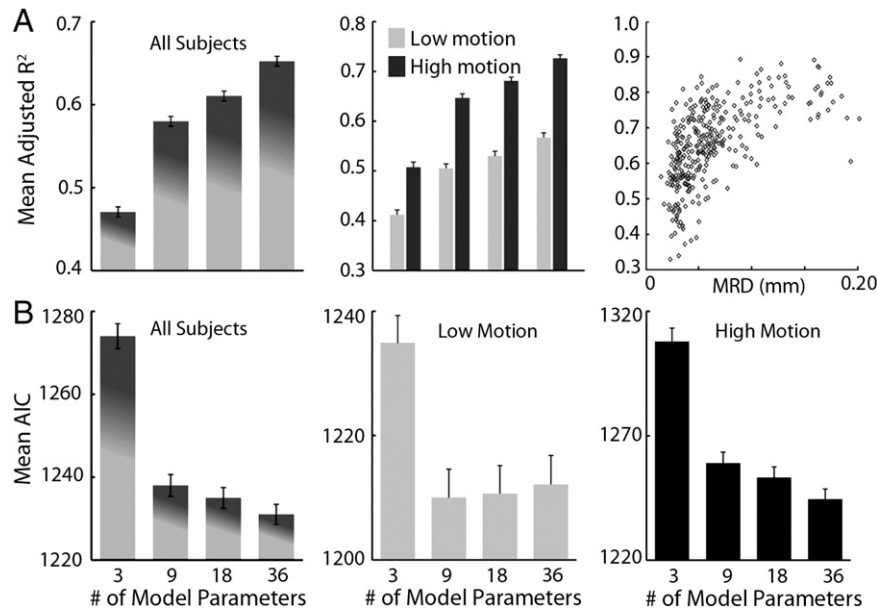 A
Mean Adjusted R²
0.7
0.6
0.5
0.4
All Subjects
0.8
0.7
0.6
0.5
0.4
0.3
Low motion
High motion
1.0
0.9
0.8
0.7
0.6
0.5
0.4
0.3
0 MRD (mm) 0.20
B
Mean AIC
1280
1260
1240
1220
All Subjects
3 9 18 36
# of Model Parameters
1240
1220
1200
Low Motion
3 9 18 36
# of Model Parameters
1320
1270
1220
High Motion
3 9 18 36
# of Model Parameters